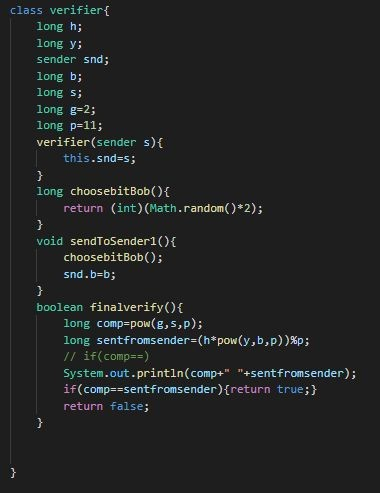 class verifier{
    long h;
    long y;
    sender snd;
    long b;
    long s;
    long g=2;
    long p=11;
    verifier(sender s){
        this.snd=s;
    }
    long choosebitBob(){
        return (int)(Math.random()*2);
    }
    void sendToSender1(){
        choosebitBob();
        snd.b=b;
    }
    boolean finalverify(){
        long comp=pow(g,s,p);
        long sentfromsender=(h*pow(y,b,p))%p;
        // if(comp==)
        System.out.println(comp+" "+sentfromsender);
        if(comp==sentfromsender){return true;}
        return false;
    }
}